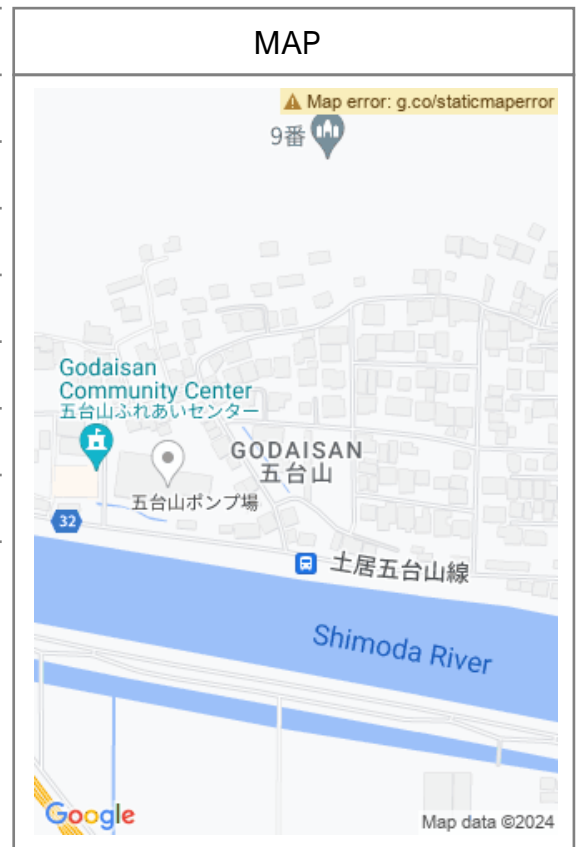 MAP
Map error: g.co/staticmaperror
9番
Godaisan
Community Center
五台山ふれあいセンター
GODAISAN
五台山
五台山ポンプ場
32
土居五台山線
Shimoda River
Google
Map data ©2024